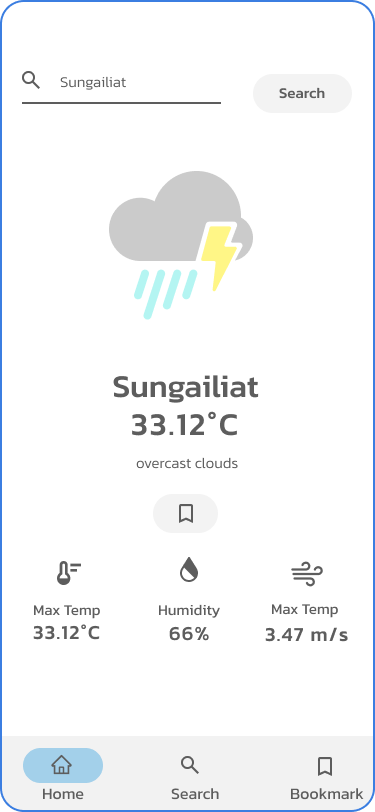 Sungailiat
Search
Sungailiat
33.12°C
overcast clouds
Max Temp
33.12°C
Humidity
66%
Max Temp
3.47 m/s
Home
Search
Bookmark